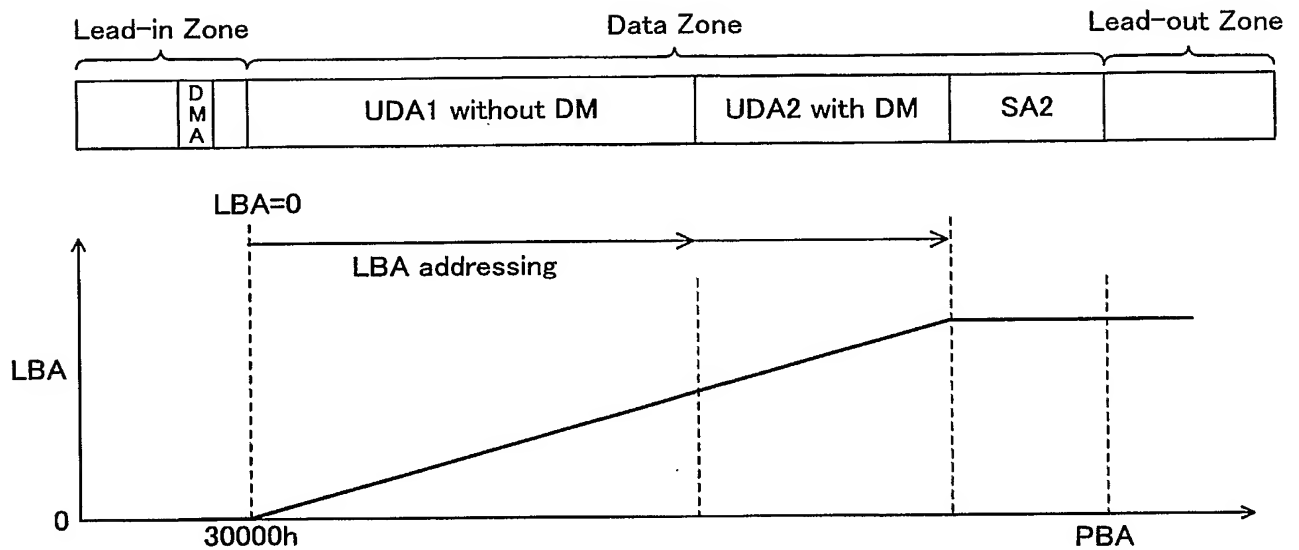 Lead-in Zone
Data Zone
Lead-out Zone
DMA
UDA1 without DM
UDA2 with DM
SA2
LBA=0
LBA addressing
LBA
0
30000h
PBA